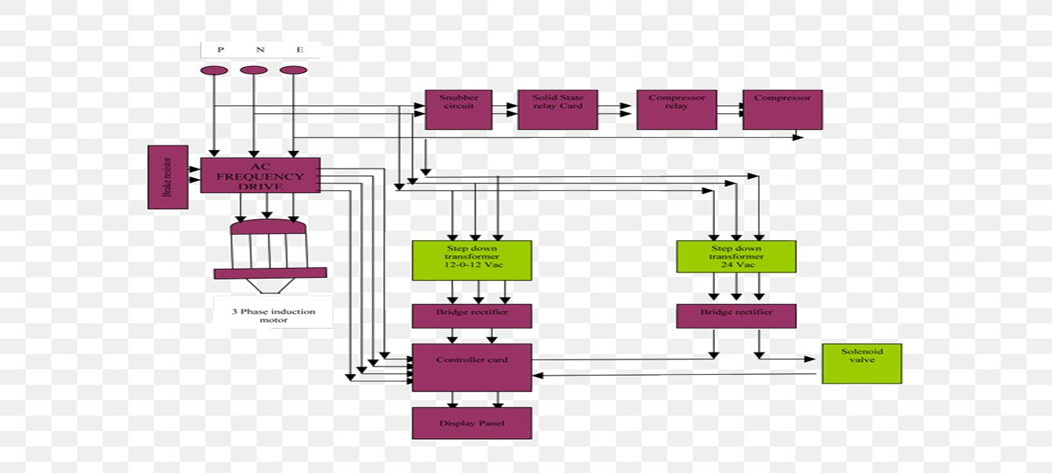 P N E
Snubber
circuit
Solid State
relay Card
Compressor
relay
Compressor
Brake resistor
AC
FREQUENCY
DRIVE
Step down
transformer
12-0-12 Vac
Step down
transformer
24 Vac
3 Phase induction
motor
Bridge rectifier
Bridge rectifier
Controller card
Solenoid
valve
Display Panel